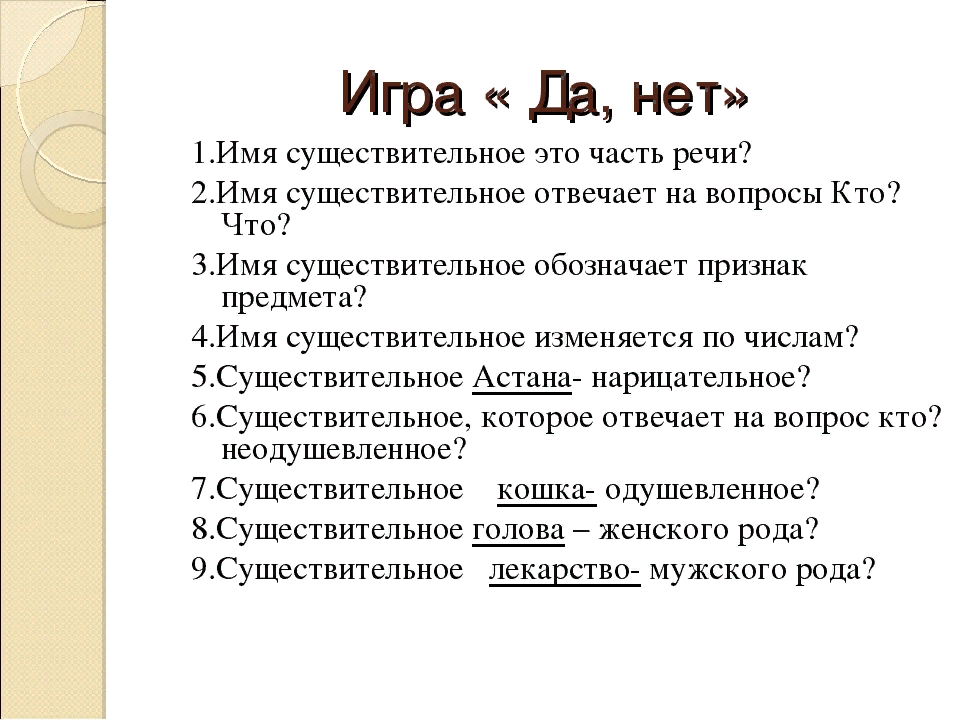 Игра « Да, нет»
1.Имя существительное это часть речи?
2.Имя существительное отвечает на вопросы Кто?
Что?
3.Имя существительное обозначает признак
предмета?
4.Имя существительное изменяется по числам?
5.Существительное Астана- нарицательное?
6.Существительное, которое отвечает на вопрос кто?
неодушевленное?
7.Существительное кошка- одушевленное?
8.Существительное голова – женского рода?
9.Существительное лекарство- мужского рода?